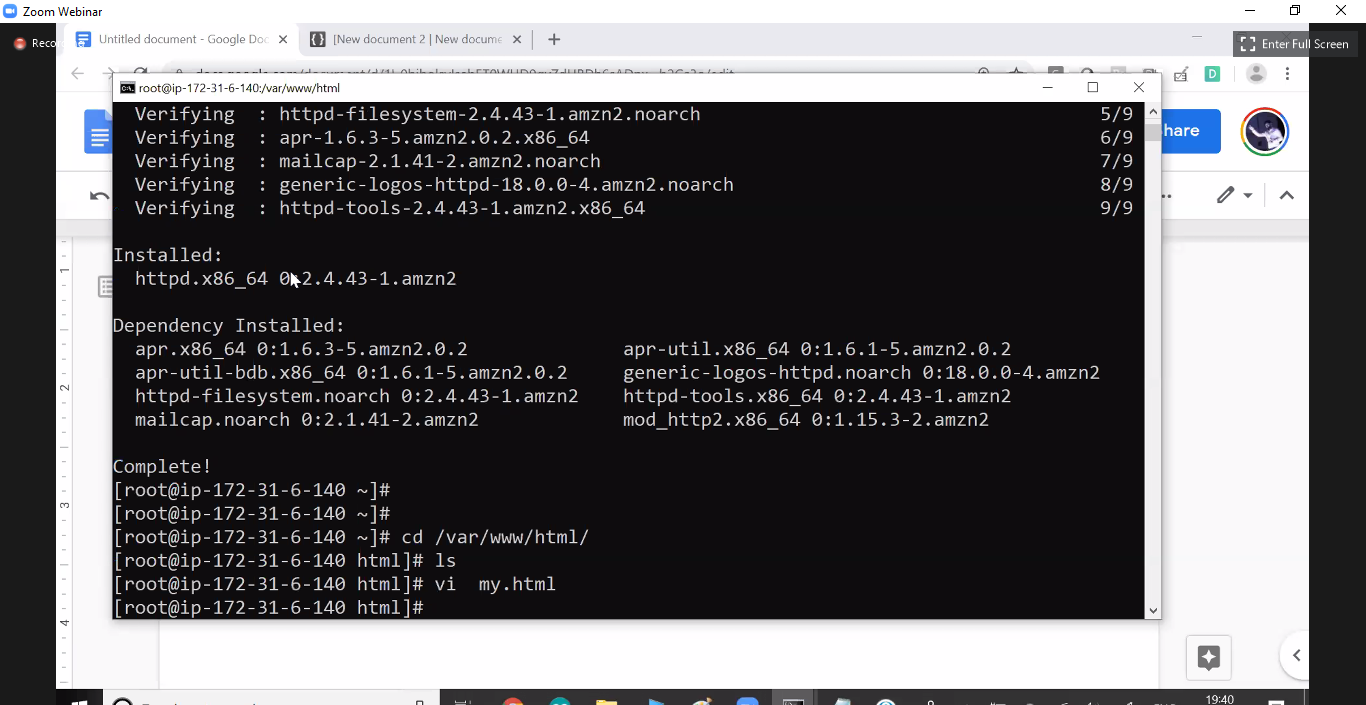 Zoom Webinar
Recor
Untitled document - Google Doc
[New document 2 | New docume
Enter Full Screen
root@ip-172-31-6-140:/var/www/html
hare
Verifying : httpd-filesystem-2.4.43-1.amzn2.noarch 5/9
Verifying : apr-1.6.3-5.amzn2.0.2.x86_64 6/9
Verifying : mailcap-2.1.41-2.amzn2.noarch 7/9
Verifying : generic-logos-httpd-18.0.0-4.amzn2.noarch 8/9
Verifying : httpd-tools-2.4.43-1.amzn2.x86_64 9/9
Installed:
httpd.x86_64 0:2.4.43-1.amzn2
Dependency Installed:
apr.x86_64 0:1.6.3-5.amzn2.0.2 apr-util.x86_64 0:1.6.1-5.amzn2.0.2
apr-util-bdb.x86_64 0:1.6.1-5.amzn2.0.2 generic-logos-httpd.noarch 0:18.0.0-4.amzn2
httpd-filesystem.noarch 0:2.4.43-1.amzn2 httpd-tools.x86_64 0:2.4.43-1.amzn2
mailcap.noarch 0:2.1.41-2.amzn2 mod_http2.x86_64 0:1.15.3-2.amzn2
Complete!
[root@ip-172-31-6-140 ~]#
[root@ip-172-31-6-140 ~]#
[root@ip-172-31-6-140 ~]# cd /var/www/html/
[root@ip-172-31-6-140 html]# ls
[root@ip-172-31-6-140 html]# vi my.html
[root@ip-172-31-6-140 html]#
1
2
3
4
19:40